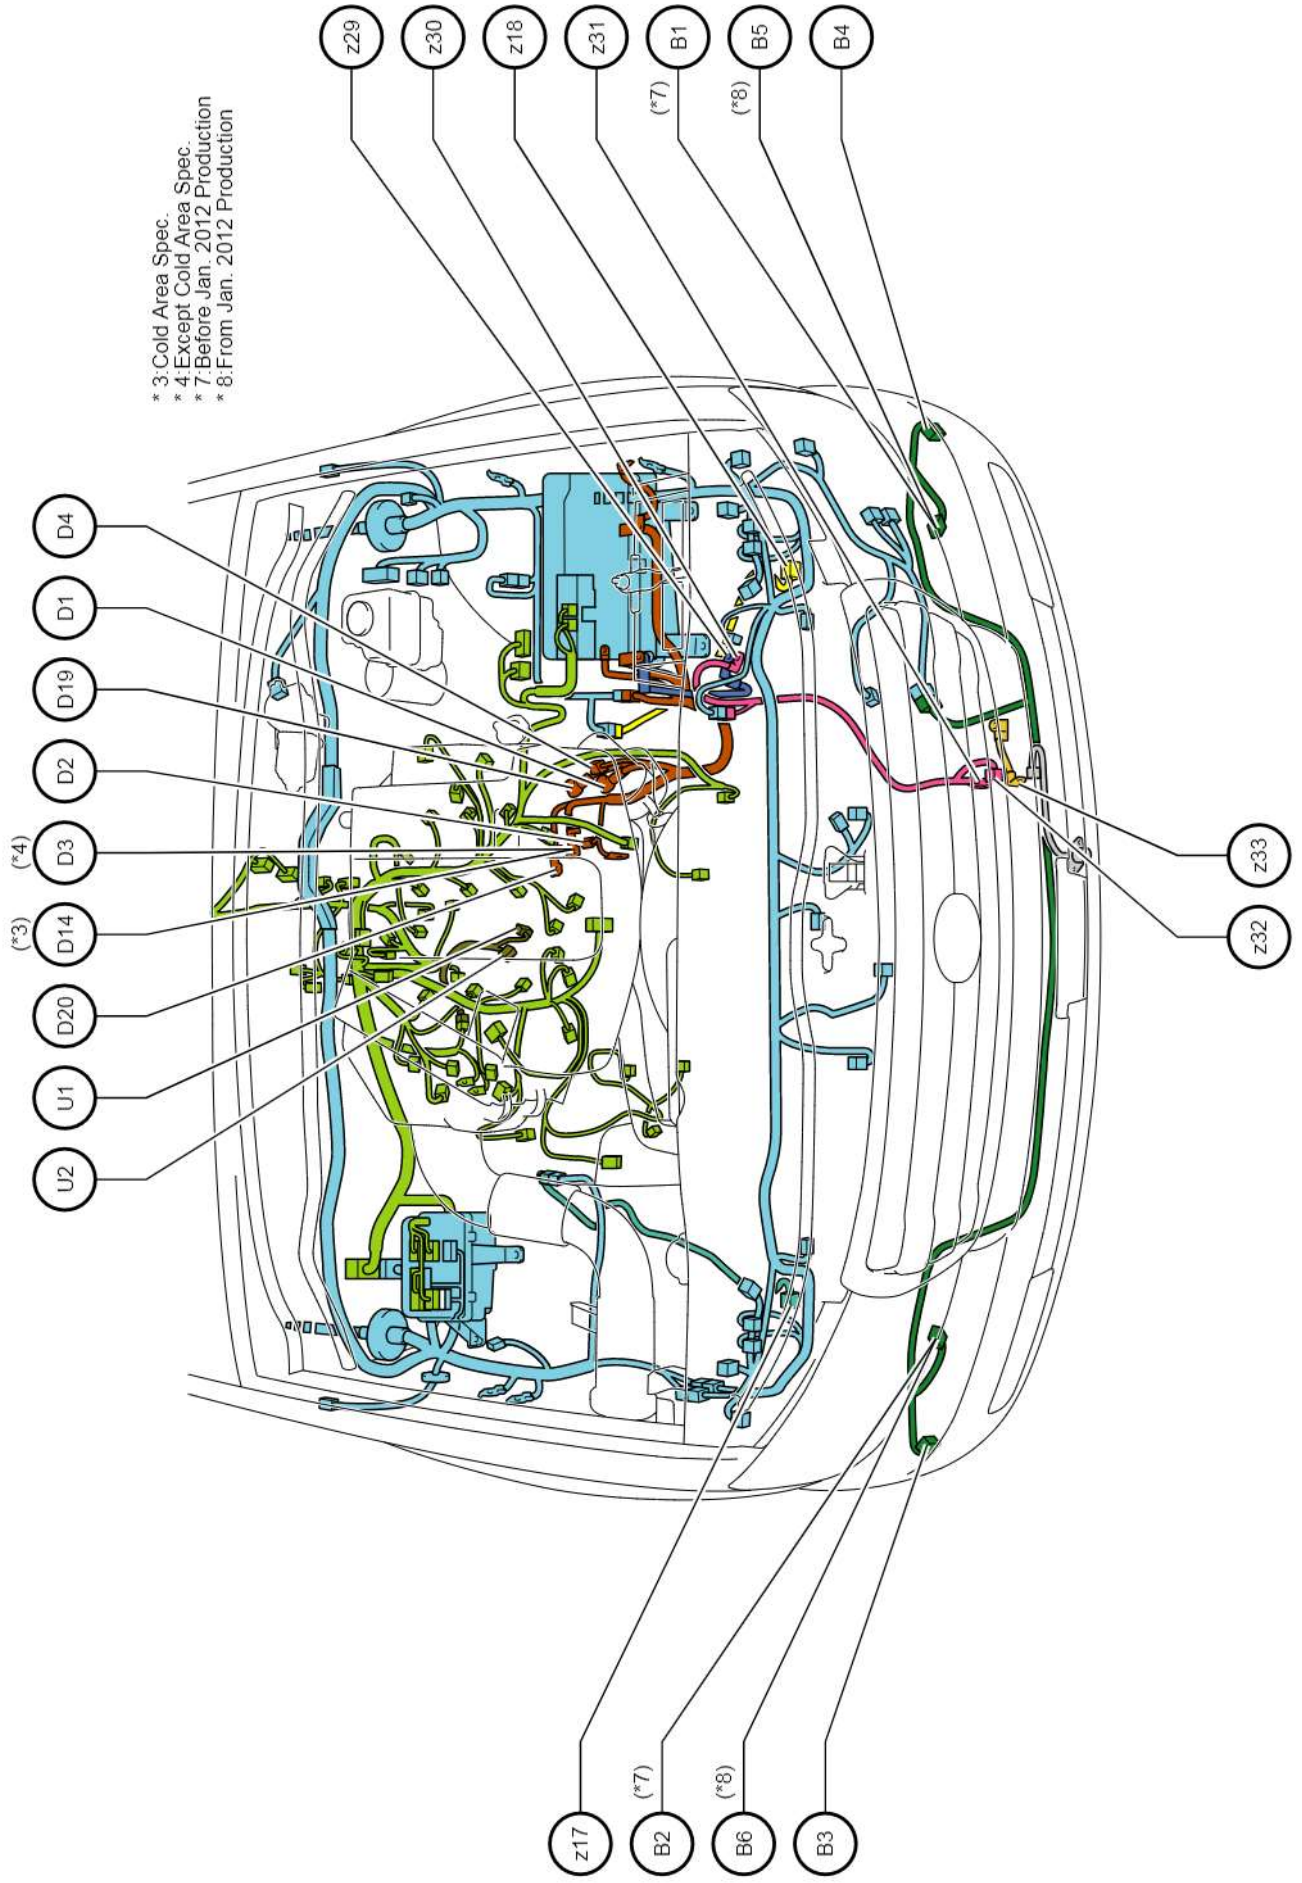 * 3:Cold Area Spec.
* 4:Except Cold Area Spec.
* 7:Before Jan. 2012 Production
* 8:From Jan. 2012 Production
z29
z30
z18
z31
(*7)
B1
(*8)
B5
B4
D4
D1
D19
D2
(*4)
D3
(*3)
D14
D20
U1
U2
z33
z32
z17
(*7)
B2
(*8)
B6
B3